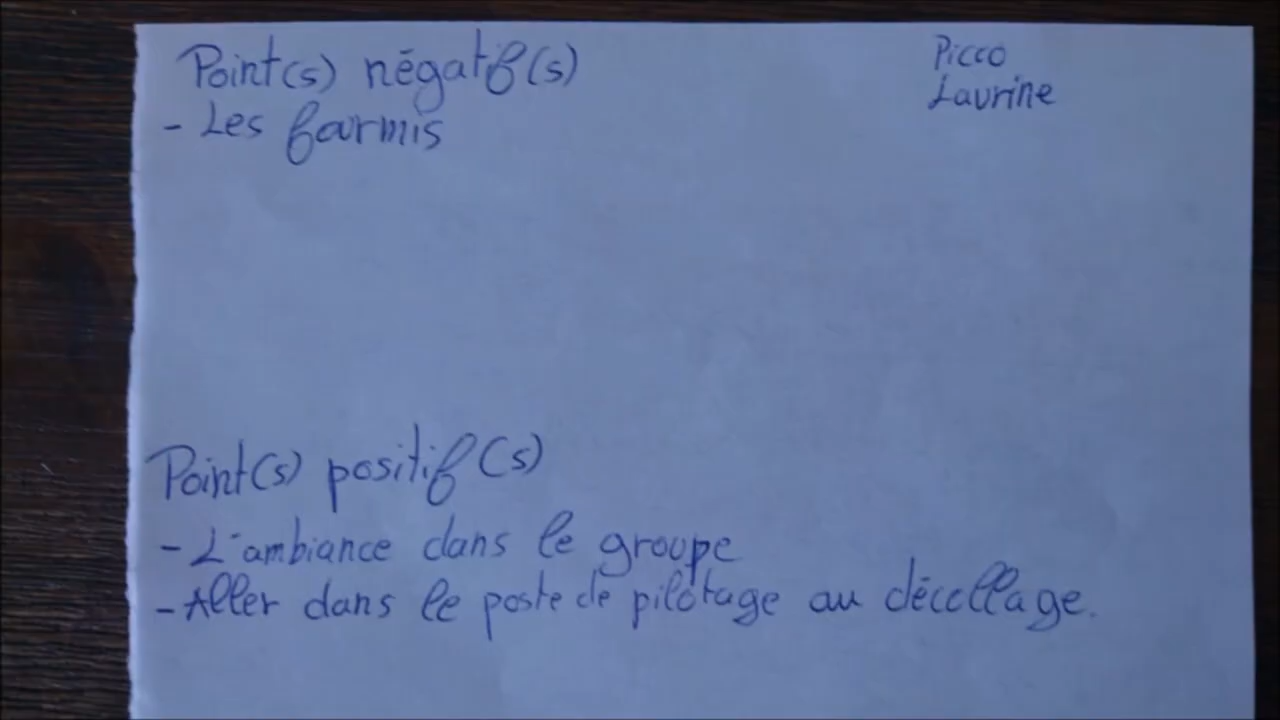 Point(s) négatif(s)
Picco
Laurine
- Les fourmis
Point(s) positif(s)
- L'ambiance dans le groupe
- Aller dans le poste de pilotage au décollage.